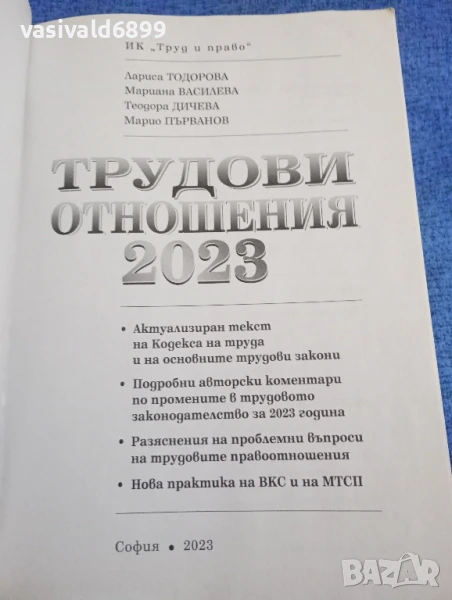 vasivald6899
ИК „Труд и право“
Лариса ТОДОРОВА
Мариана ВАСИЛЕВА
Теодора ДИЧЕВА
Марио ПЪРВАНОВ
ТРУДОВИ
ОТНОШЕНИЯ
2023
• Актуализиран текст
на Кодекса на труда
и на основните трудови закони
• Подробни авторски коментари
по промените в трудовото
законодателство за 2023 година
• Разяснения на проблемни въпроси
на трудовите правоотношения
• Нова практика на ВКС и на МТСП
София • 2023
BAZAR